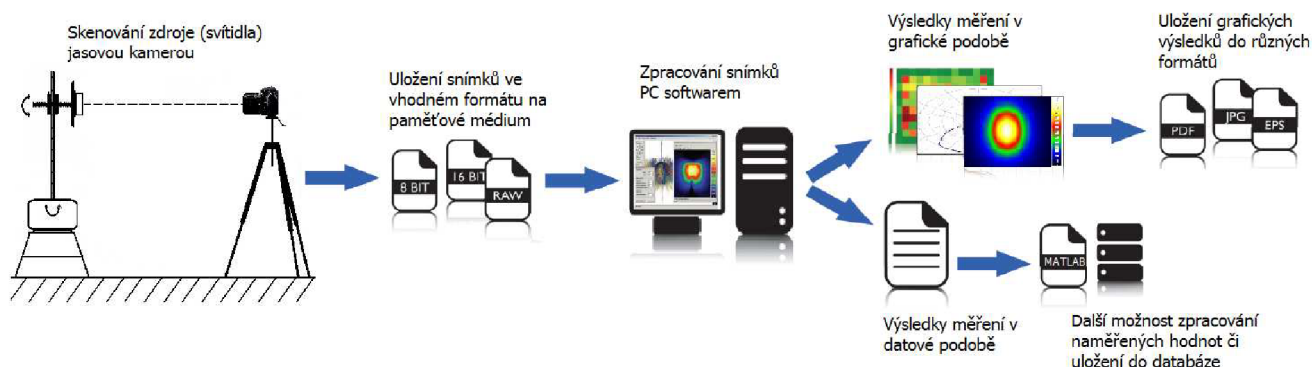 Skenování zdroje (svítidla)
jasovou kamerou
Uložení snímků ve
vhodném formátu na
paměťové médium
8 BIT
16 BIT
RAW
Zpracování snímků
PC softwarem
Výsledky měření v
grafické podobě
Uložení grafických
výsledků do různých
formátů
PDF
JPG
EPS
Výsledky měření v
datové podobě
MATLAB
Další možnost zpracování
naměřených hodnot či
uložení do databáze